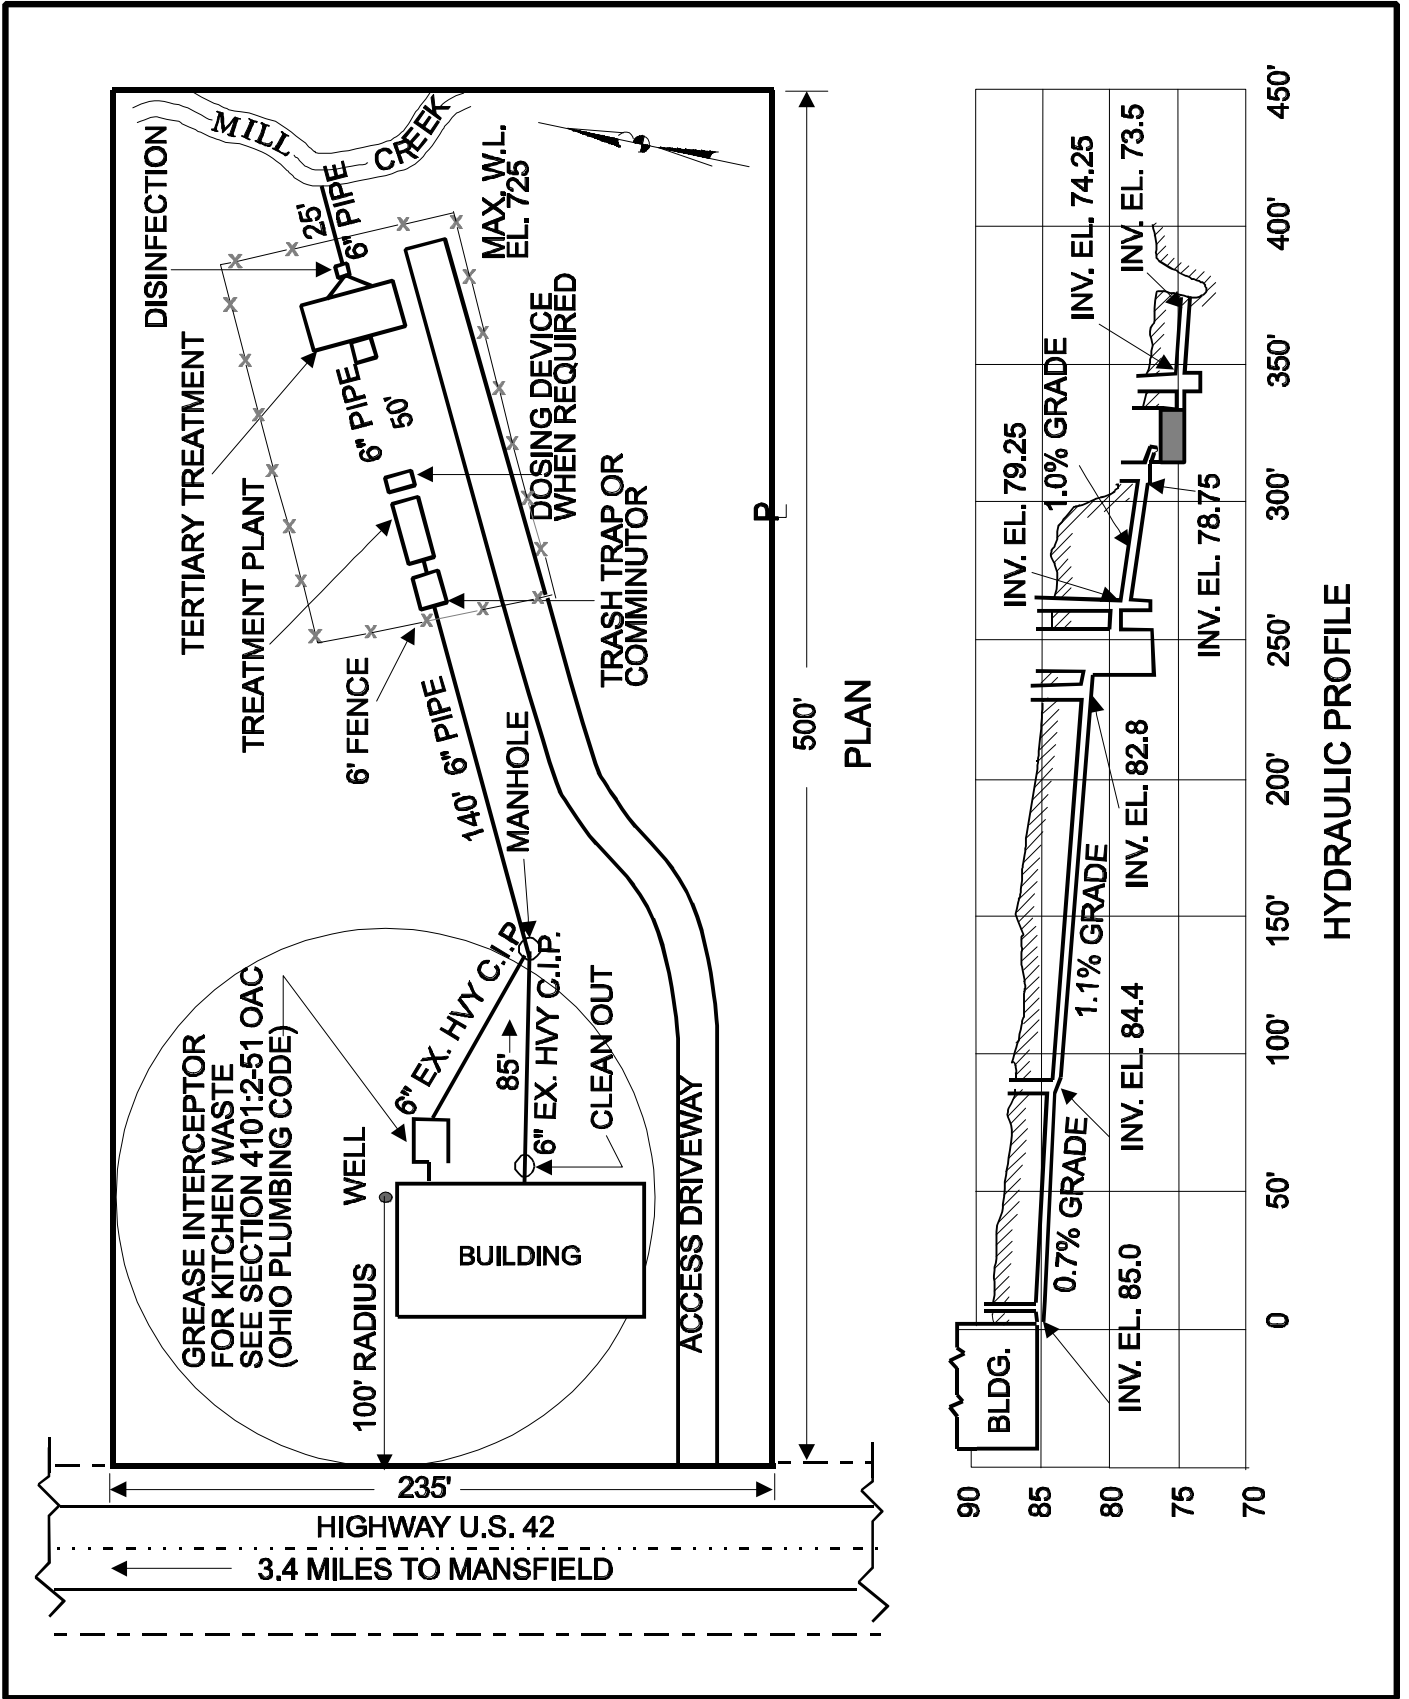 MILL
CREEK
DISINFECTION
25'
6" PIPE
MAX. W.L.
EL. 725
TERTIARY TREATMENT
6" PIPE
50'
DOSING DEVICE
WHEN REQUIRED
TREATMENT PLANT
TRASH TRAP OR
COMMINUTOR
6' FENCE
140' 6" PIPE
MANHOLE
GREASE INTERCEPTOR
FOR KITCHEN WASTE
SEE SECTION 4101:2-51 OAC
(OHIO PLUMBING CODE)
6" EX. HVY C.I.P.
85'
6" EX. HVY C.I.P.
CLEAN OUT
WELL
100' RADIUS
BUILDING
ACCESS DRIVEWAY
P
L
500'
PLAN
235'
HIGHWAY U.S. 42
3.4 MILES TO MANSFIELD
BLDG.
INV. EL. 85.0
0.7% GRADE
INV. EL. 84.4
1.1% GRADE
INV. EL. 82.8
INV. EL. 79.25
1.0% GRADE
INV. EL. 78.75
INV. EL. 74.25
INV. EL. 73.5
90
85
80
75
70
0
50'
100'
150'
200'
250'
300'
350'
400'
450'
HYDRAULIC PROFILE